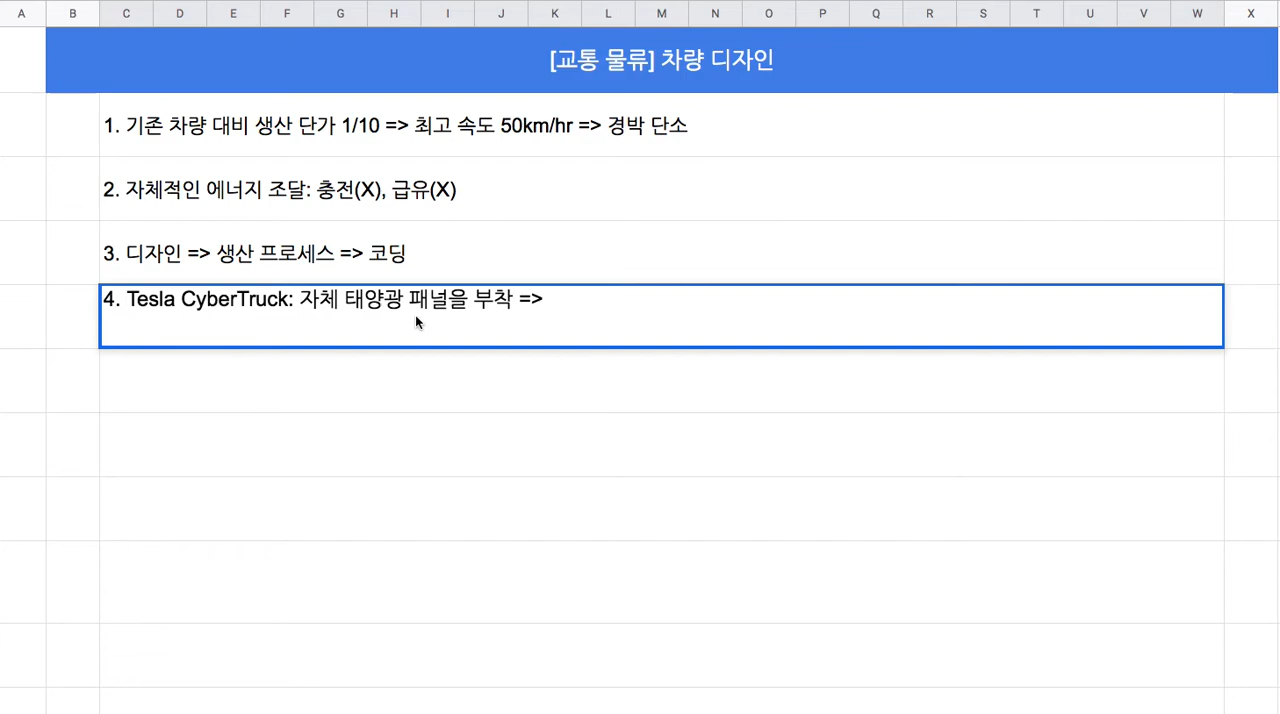 A B C D E F G H I J K L M N O P Q R S T U V W X
[교통 물류] 차량 디자인
1. 기존 차량 대비 생산 단가 1/10 => 최고 속도 50km/hr => 경박 단소
2. 자체적인 에너지 조달: 충전(X), 급유(X)
3. 디자인 => 생산 프로세스 => 코딩
4. Tesla CyberTruck: 자체 태양광 패널을 부착 =>